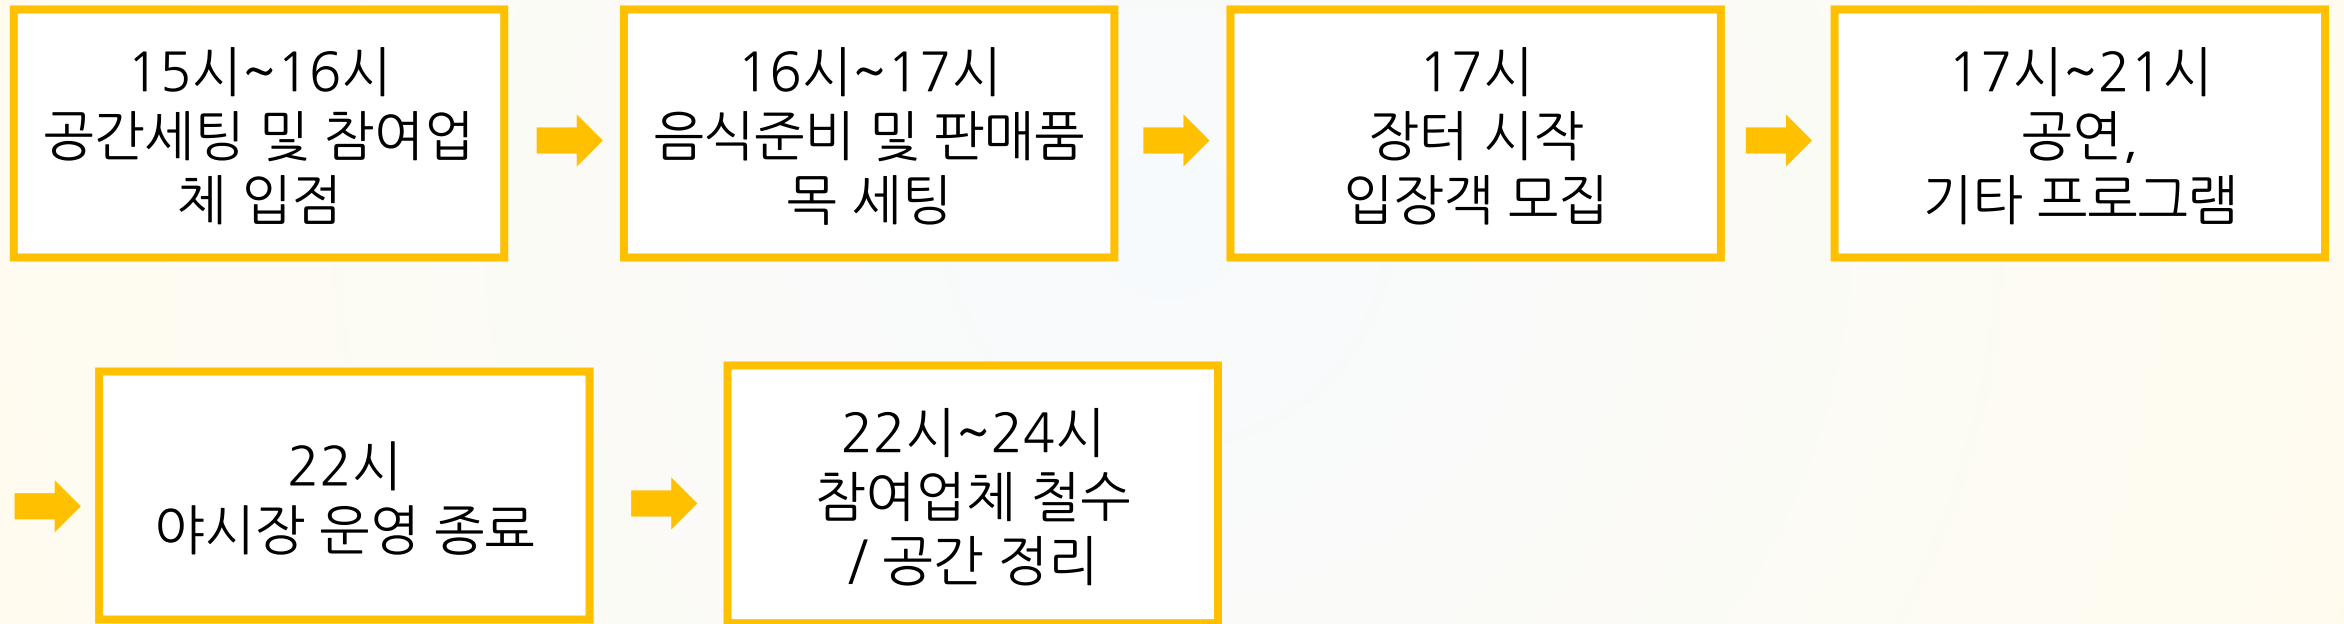 15시~16시
공간세팅 및 참여업
체 입점
16시~17시
음식준비 및 판매품
목 세팅
17시
장터 시작
입장객 모집
17시~21시
공연,
기타 프로그램
22시
야시장 운영 종료
22시~24시
참여업체 철수
/ 공간 정리